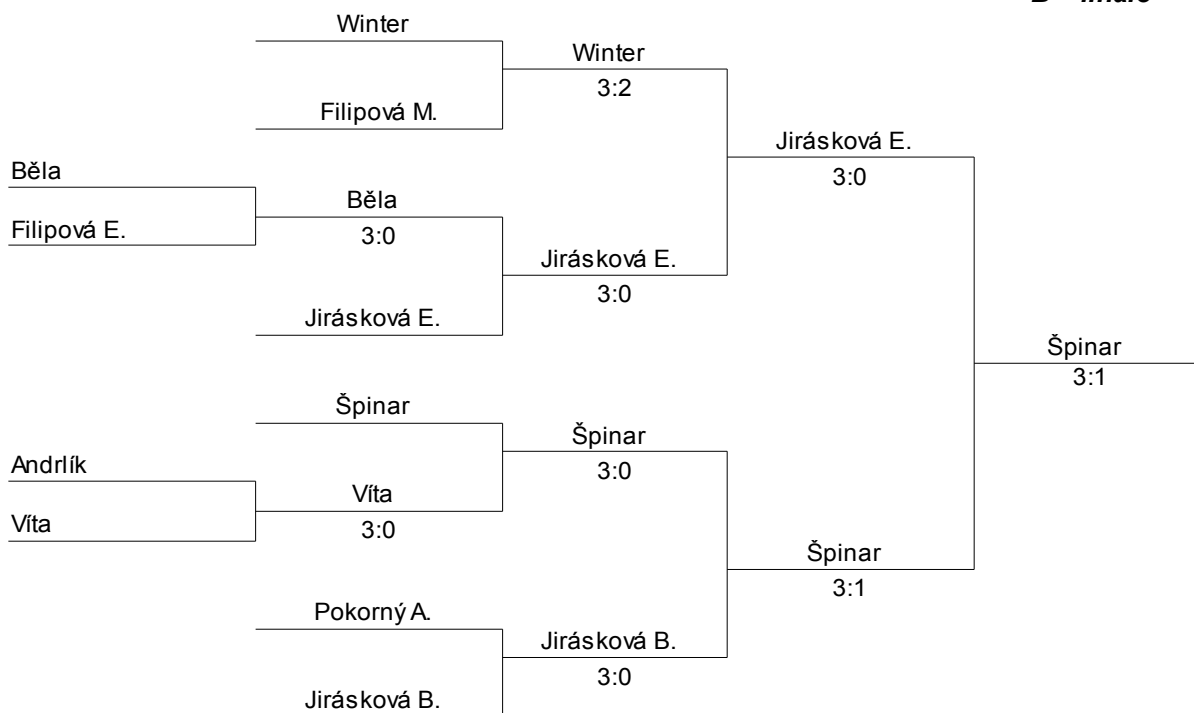 Winter
Winter
3:2
Filipová M.
Jirásková E.
3:0
Běla
Běla
3:0
Filipová E.
Jirásková E.
3:0
Jirásková E.
Špinar
3:1
Špinar
Špinar
3:0
Andrlík
Víta
3:0
Víta
Špinar
3:1
Pokorný A.
Jirásková B.
3:0
Jirásková B.